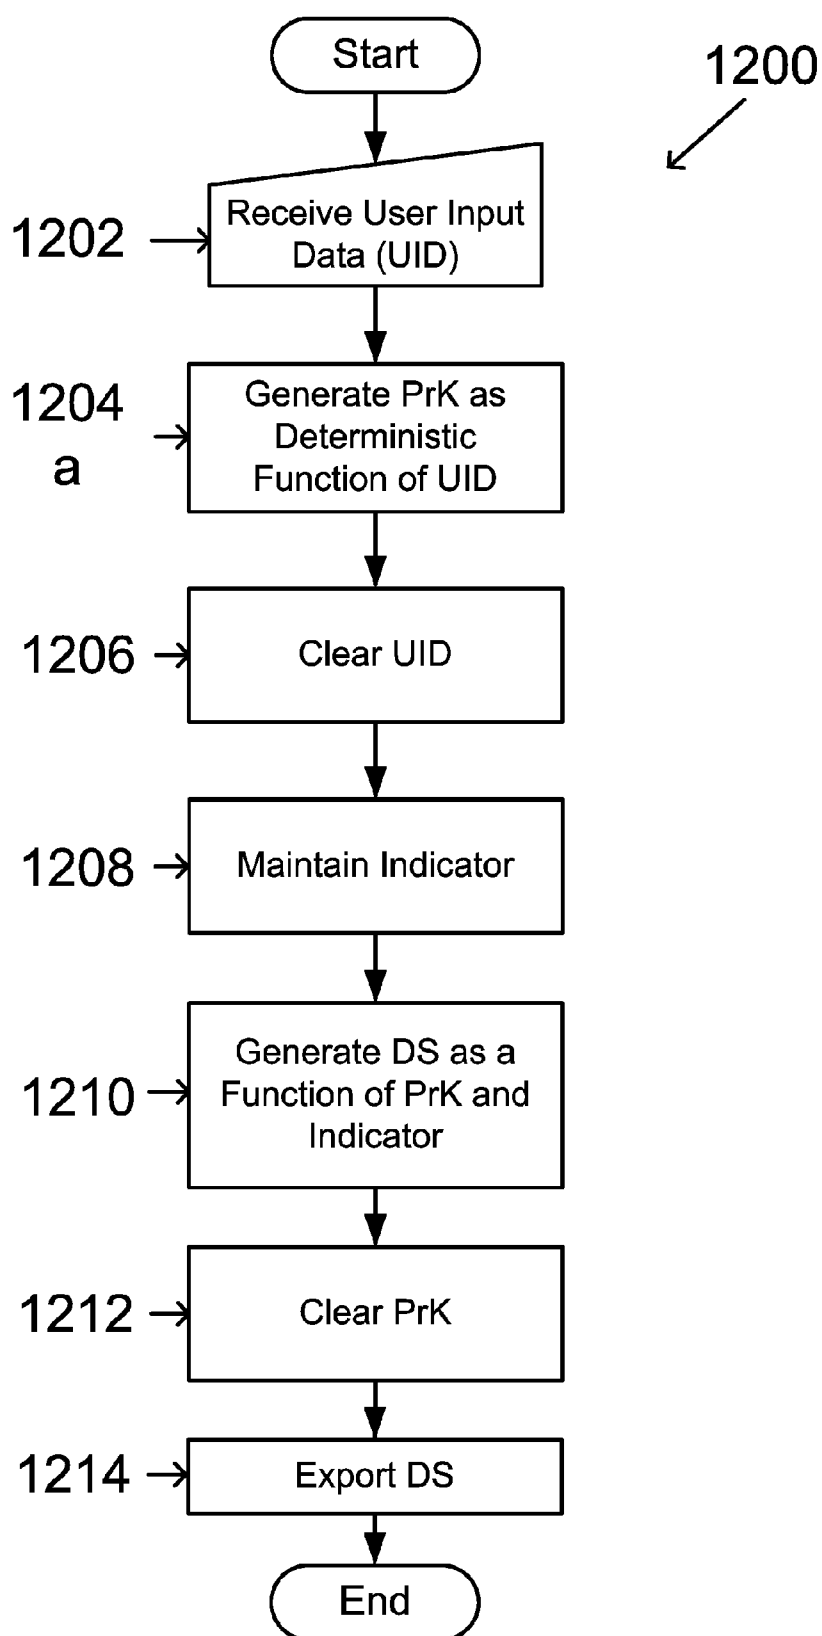 Start
1200
1202
Receive User Input
Data (UID)
1204
a
Generate PrK as
Deterministic
Function of UID
1206
Clear UID
1208
Maintain Indicator
1210
Generate DS as a
Function of PrK and
Indicator
1212
Clear PrK
1214
Export DS
End